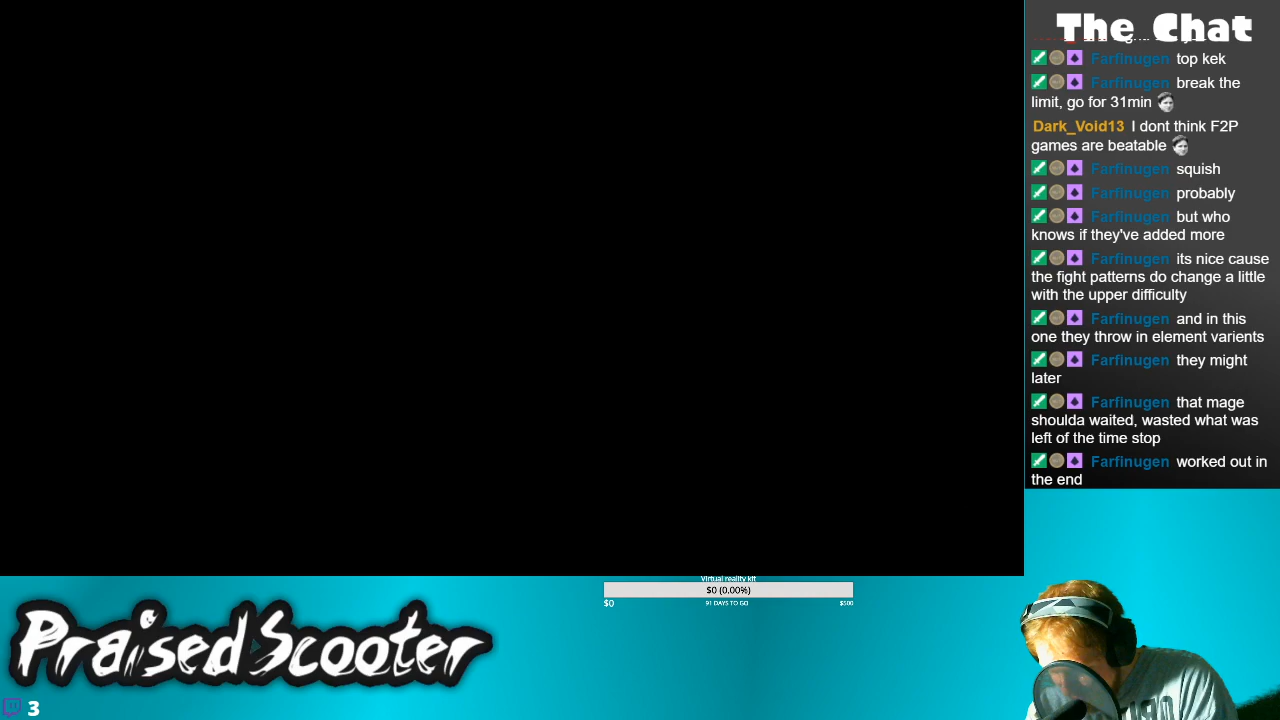 The Chat
Farfinugen top kek
Farfinugen break the
limit, go for 31min
Dark_Void13 I dont think F2P
games are beatable
Farfinugen squish
Farfinugen probably
Farfinugen but who
knows if they've added more
Farfinugen its nice cause
the fight patterns do change a little
with the upper difficulty
Farfinugen and in this
one they throw in element varients
Farfinugen they might
later
Farfinugen that mage
shoulda waited, wasted what was
left of the time stop
Farfinugen worked out in
the end
Virtual reality kit
$0 (0.00%)
$0 91 DAYS TO GO $500
Praised Scooter
3